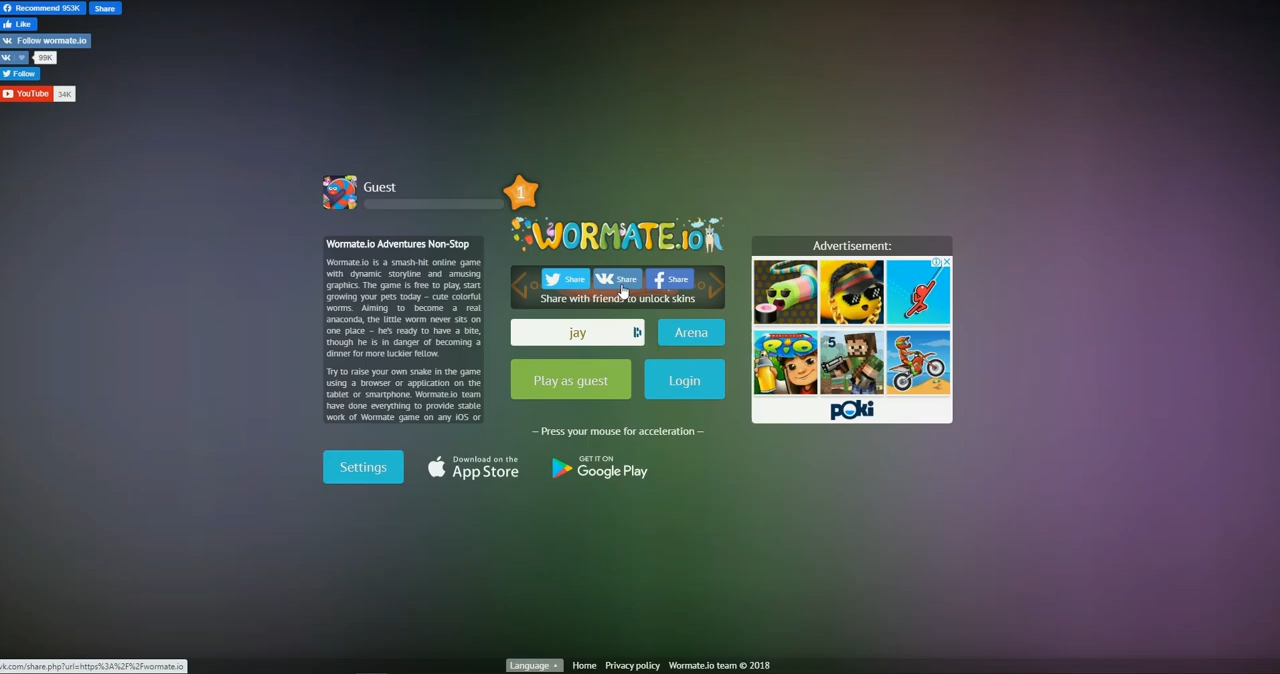 Recommend 953K Share
Like
Follow wormate.io
99K
Follow
YouTube 34K
Guest
1
WORMATE.io
Wormate.io Adventures Non-Stop
Wormate.io is a smash-hit online game
with dynamic storyline and amusing
graphics. The game is free to play, start
growing your pets today – cute colorful
worms. Aiming to become a real
anaconda, the little worm never sits on
one place – he's ready to have a bite,
though he is in danger of becoming a
dinner for more luckier fellow.
Try to raise your own snake in the game
using a browser or application on the
tablet or smartphone. Wormate.io team
have done everything to provide stable
work of Wormate game on any iOS or
Share Share Share
Share with friends to unlock skins
jay
Arena
Play as guest
Login
– Press your mouse for acceleration –
Advertisement:
5
POKI
Settings
Download on the
App Store
GET IT ON
Google Play
vk.com/share.php?url=https%3A%2F%2Fwormate.io
Language
Home
Privacy policy
Wormate.io team © 2018